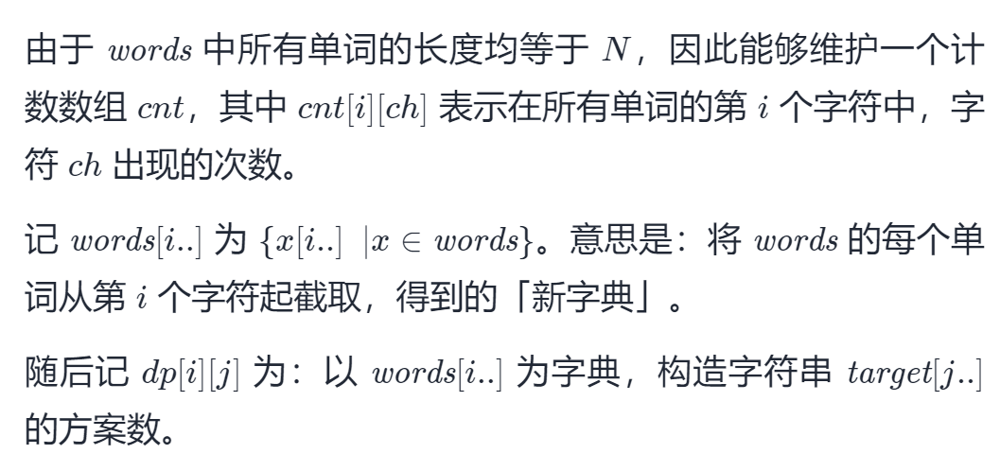 由于 words 中所有单词的长度均等于 N，因此能够维护一个计
数数组 cnt，其中 cnt[i][ch] 表示在所有单词的第 i 个字符中，字
符 ch 出现的次数。
记 words[i..] 为 {x[i..] |x ∈ words}。意思是：将 words 的每个单
词从第 i 个字符起截取，得到的「新字典」。
随后记 dp[i][j] 为：以 words[i..] 为字典，构造字符串 target[j..]
的方案数。